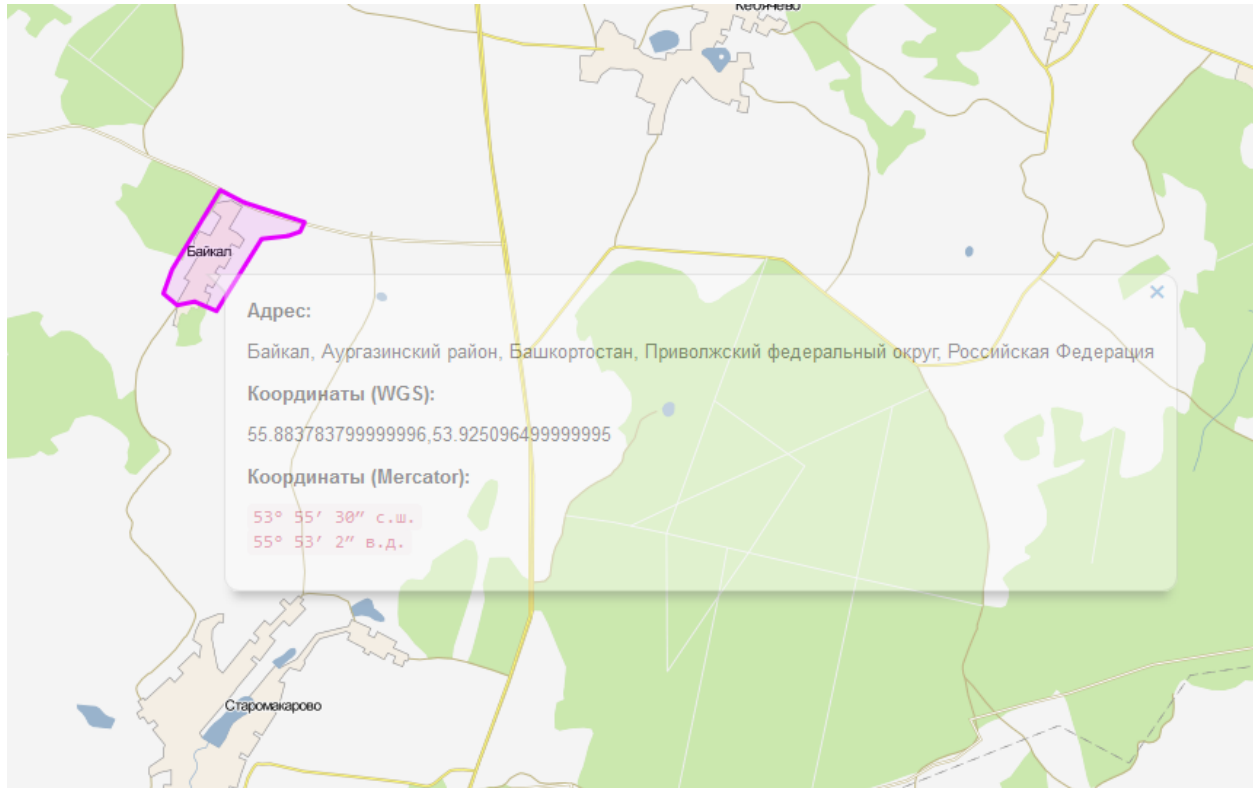 Байкал
Адрес:
Байкал, Аургазинский район, Башкортостан, Приволжский федеральный округ, Российская Федерация
Координаты (WGS):
55.883783799999996,53.925096499999995
Координаты (Mercator):
53° 55′ 30″ с.ш.
55° 53′ 2″ в.д.
Старомакарово